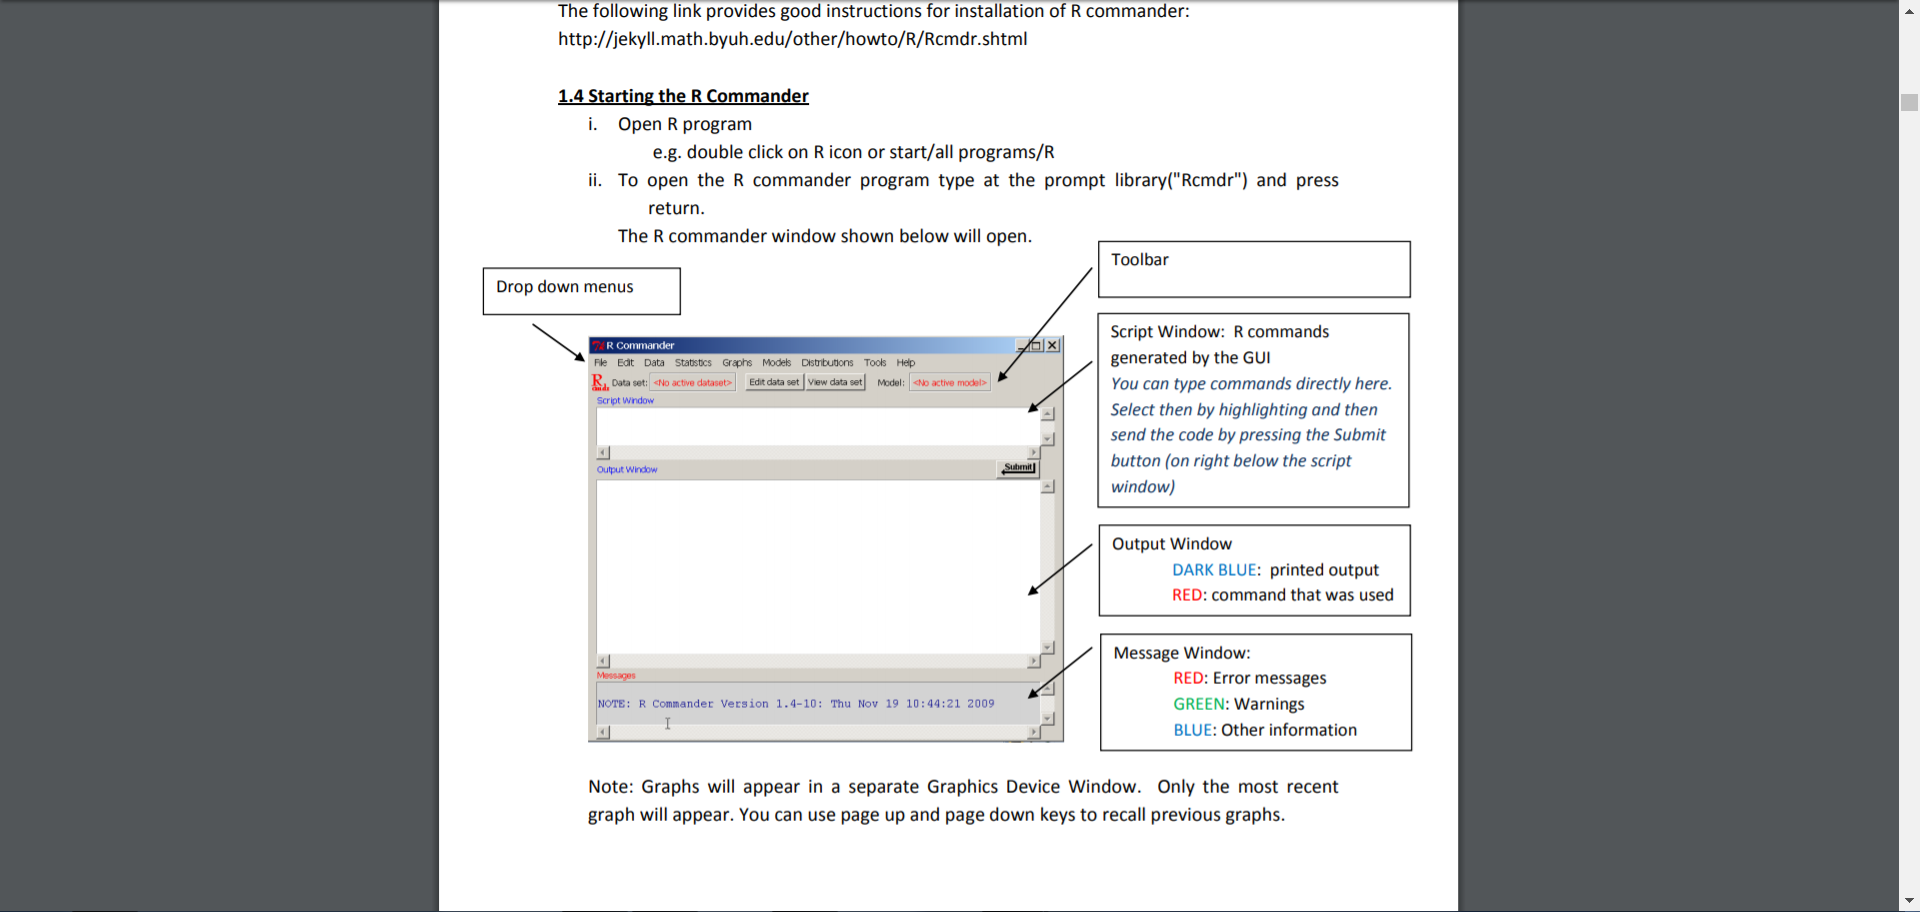 The following link provides good instructions for installation of R commander:
http://jekyll.math.byuh.edu/other/howto/R/Rcmdr.shtml
1.4 Starting the R Commander
i. Open R program
e.g. double click on R icon or start/all programs/R
ii. To open the R commander program type at the prompt library("Rcmdr") and press
return.
The R commander window shown below will open.
Drop down menus
Toolbar
R Commander
File Edit Data Statistics Graphs Models Distributions Tools Help
R cmdr Data set: <No active dataset> Edit data set View data set Model: <No active model>
Script Window
Output Window
Submit
Messages
NOTE: R Commander Version 1.4-10: Thu Nov 19 10:44:21 2009
Script Window: R commands
generated by the GUI
You can type commands directly here.
Select then by highlighting and then
send the code by pressing the Submit
button (on right below the script
window)
Output Window
DARK BLUE: printed output
RED: command that was used
Message Window:
RED: Error messages
GREEN: Warnings
BLUE: Other information
Note: Graphs will appear in a separate Graphics Device Window. Only the most recent
graph will appear. You can use page up and page down keys to recall previous graphs.